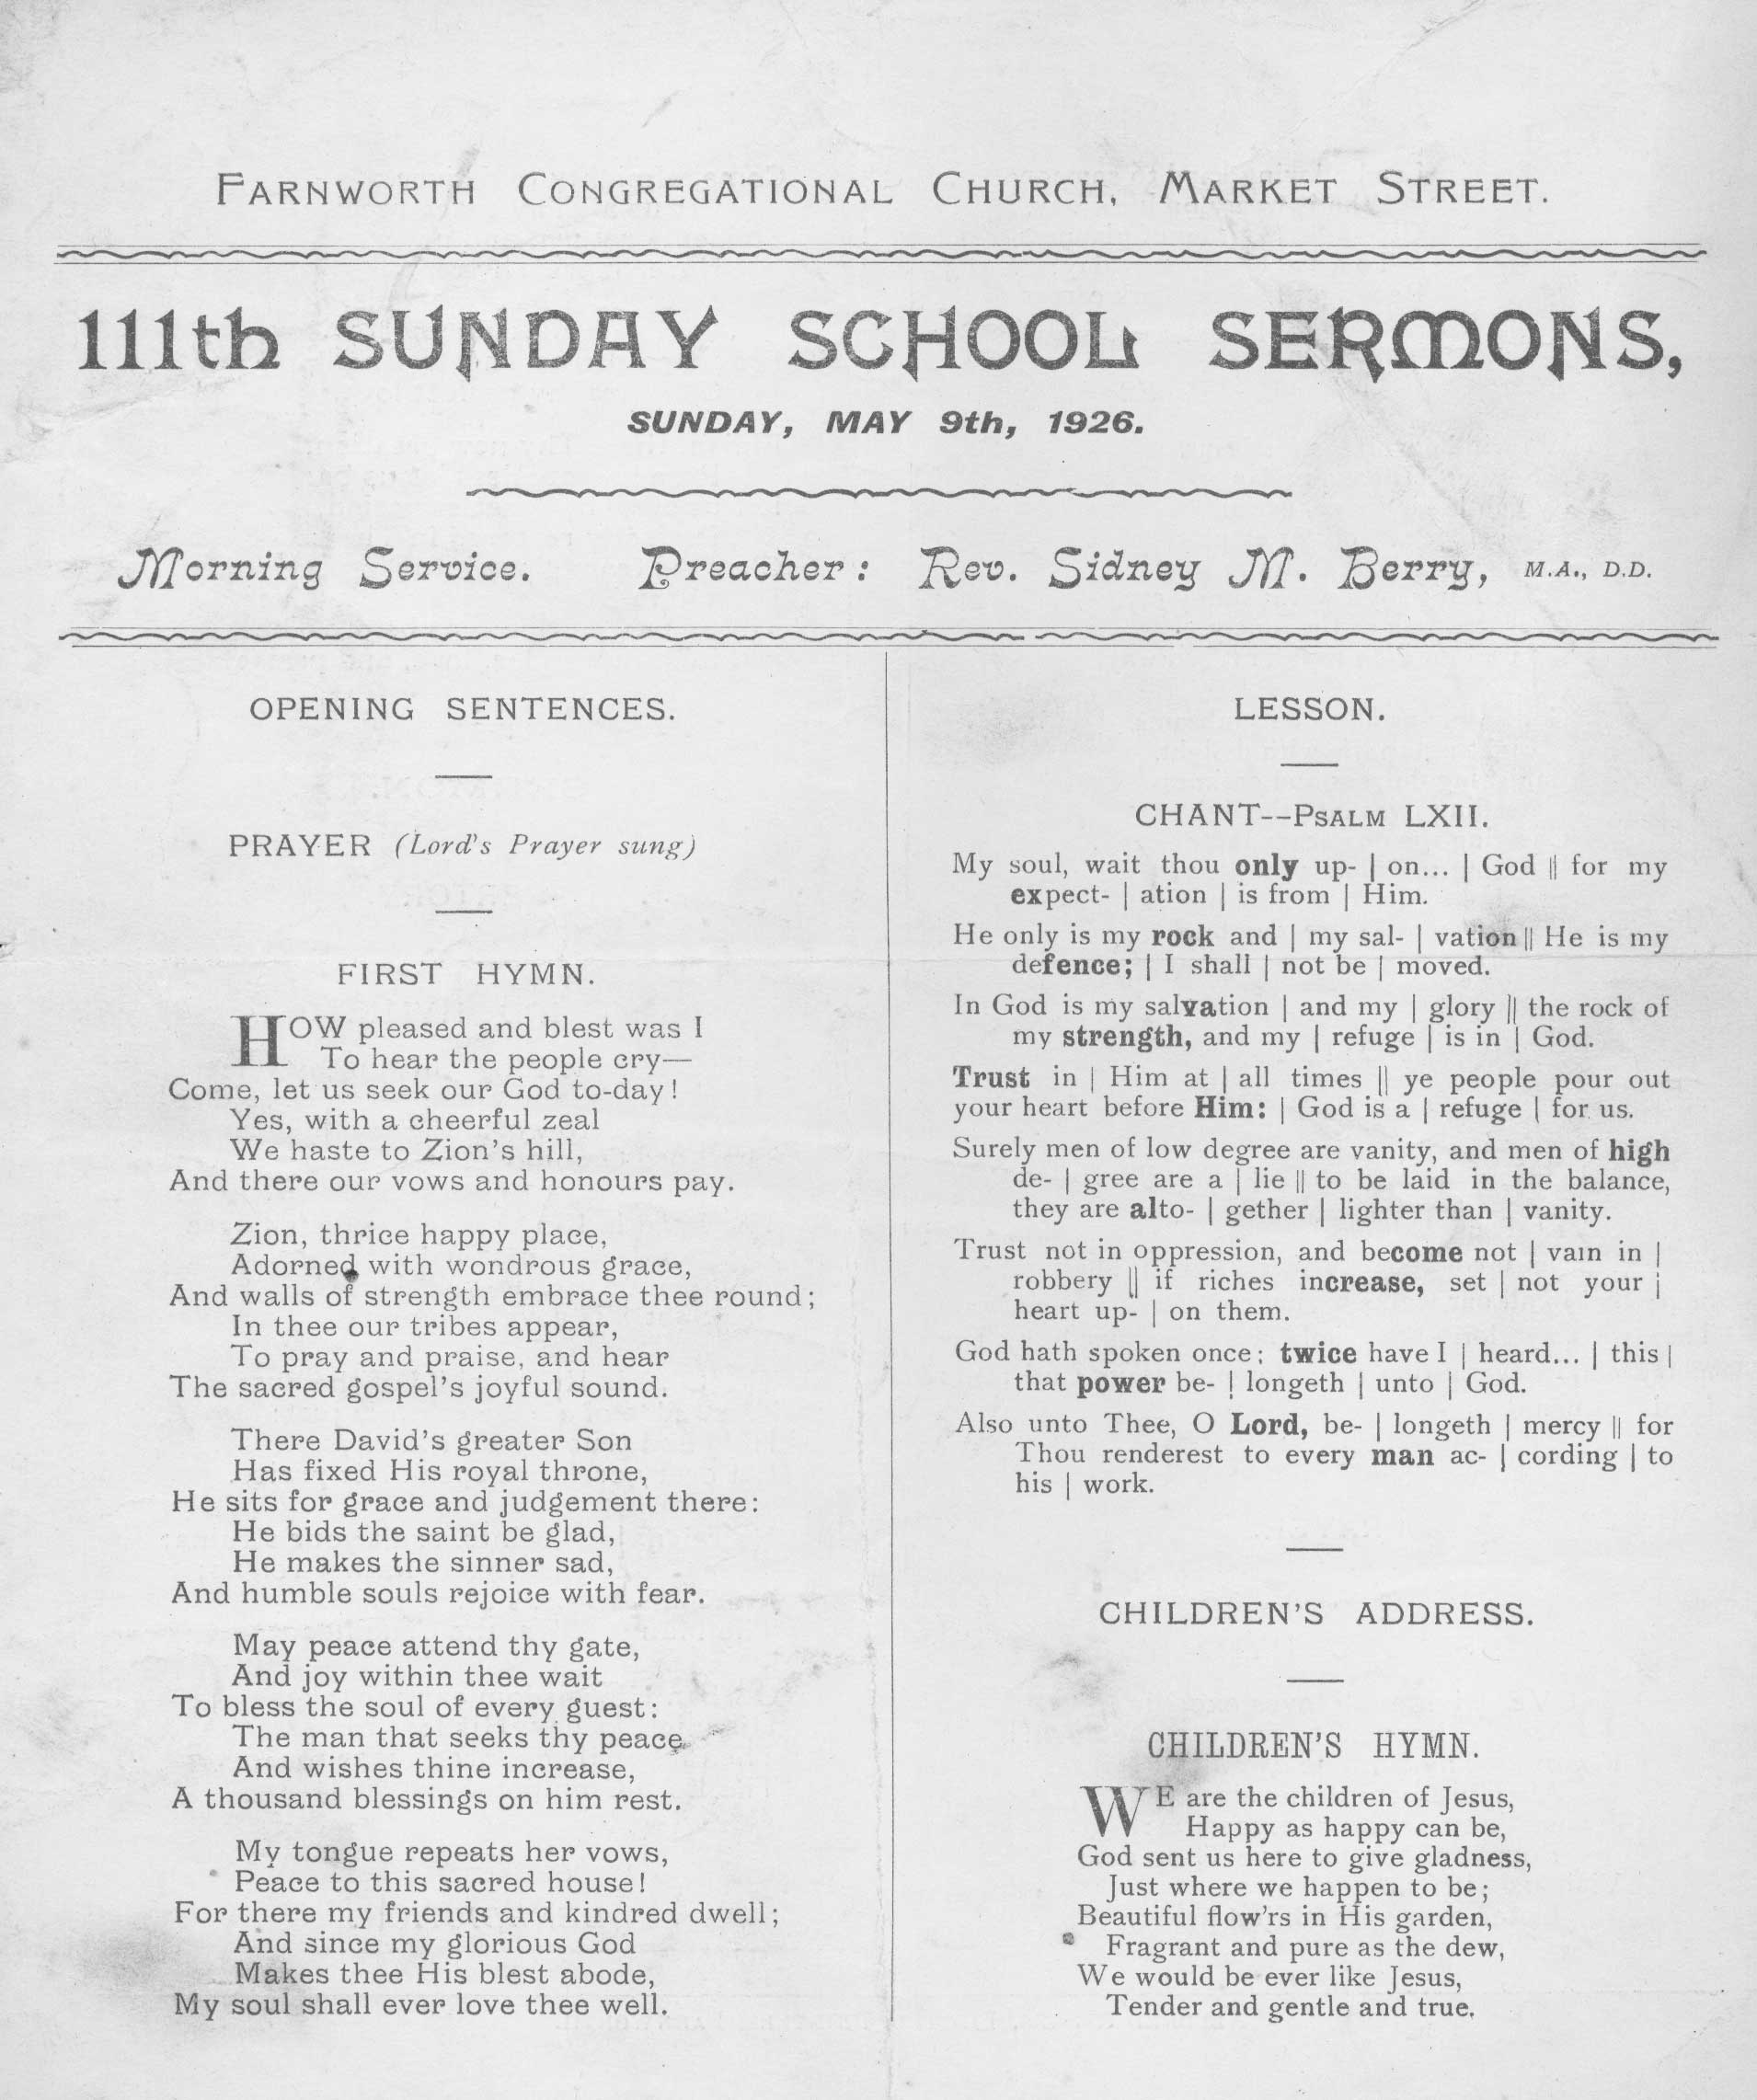 FARNWORTH CONGREGATIONAL CHURCH, MARKET STREET.
111th SUNDAY SCHOOL SERMONS,
SUNDAY, MAY 9th, 1926.
Morning Service. Preacher: Rev. Sidney M. Berry, M.A., D.D.
OPENING SENTENCES.
PRAYER (Lord's Prayer sung)
FIRST HYMN.
HOW pleased and blest was I
To hear the people cry—
Come, let us seek our God to-day!
Yes, with a cheerful zeal
We haste to Zion's hill,
And there our vows and honours pay.
Zion, thrice happy place,
Adorned with wondrous grace,
And walls of strength embrace thee round;
In thee our tribes appear,
To pray and praise, and hear
The sacred gospel's joyful sound.
There David's greater Son
Has fixed His royal throne,
He sits for grace and judgement there:
He bids the saint be glad,
He makes the sinner sad,
And humble souls rejoice with fear.
May peace attend thy gate,
And joy within thee wait
To bless the soul of every guest:
The man that seeks thy peace
And wishes thine increase,
A thousand blessings on him rest.
My tongue repeats her vows,
Peace to this sacred house!
For there my friends and kindred dwell;
And since my glorious God
Makes thee His blest abode,
My soul shall ever love thee well.
LESSON.
CHANT--PSALM LXII.
My soul, wait thou only up- | on... | God || for my
expect- | ation | is from | Him.
He only is my rock and | my sal- | vation || He is my
defence; | I shall | not be | moved.
In God is my salvation | and my | glory || the rock of
my strength, and my | refuge | is in | God.
Trust in | Him at | all times || ye people pour out
your heart before Him: | God is a | refuge | for us.
Surely men of low degree are vanity, and men of high
de- | gree are a | lie || to be laid in the balance,
they are alto- | gether | lighter than | vanity.
Trust not in oppression, and become not | vain in |
robbery || if riches increase, set | not your |
heart up- | on them.
God hath spoken once; twice have I | heard... | this |
that power be- | longeth | unto | God.
Also unto Thee, O Lord, be- | longeth | mercy || for
Thou renderest to every man ac- | cording | to
his | work.
CHILDREN'S ADDRESS.
CHILDREN'S HYMN.
WE are the children of Jesus,
Happy as happy can be,
God sent us here to give gladness,
Just where we happen to be;
Beautiful flow'rs in His garden,
Fragrant and pure as the dew,
We would be ever like Jesus,
Tender and gentle and true.